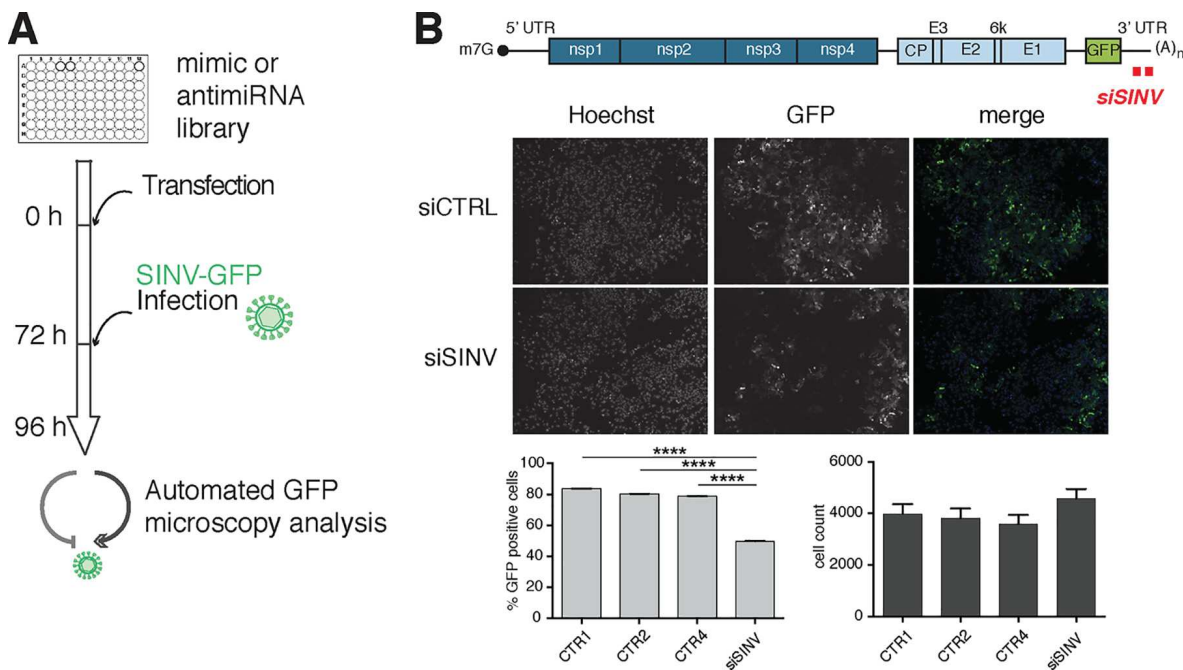 A
mimic or
antimiRNA
library
Transfection
0 h
SINV-GFP
Infection
72 h
96 h
Automated GFP
microscopy analysis
B
5' UTR
E3
6k
3' UTR
m7G
nsp1
nsp2
nsp3
nsp4
CP
E2
E1
GFP
(A)n
siSINV
Hoechst
GFP
merge
siCTRL
siSINV
% GFP positive cells
100
80
60
40
20
0
****
****
****
CTR1
CTR2
CTR4
siSINV
cell count
6000
4000
2000
0
CTR1
CTR2
CTR4
siSINV